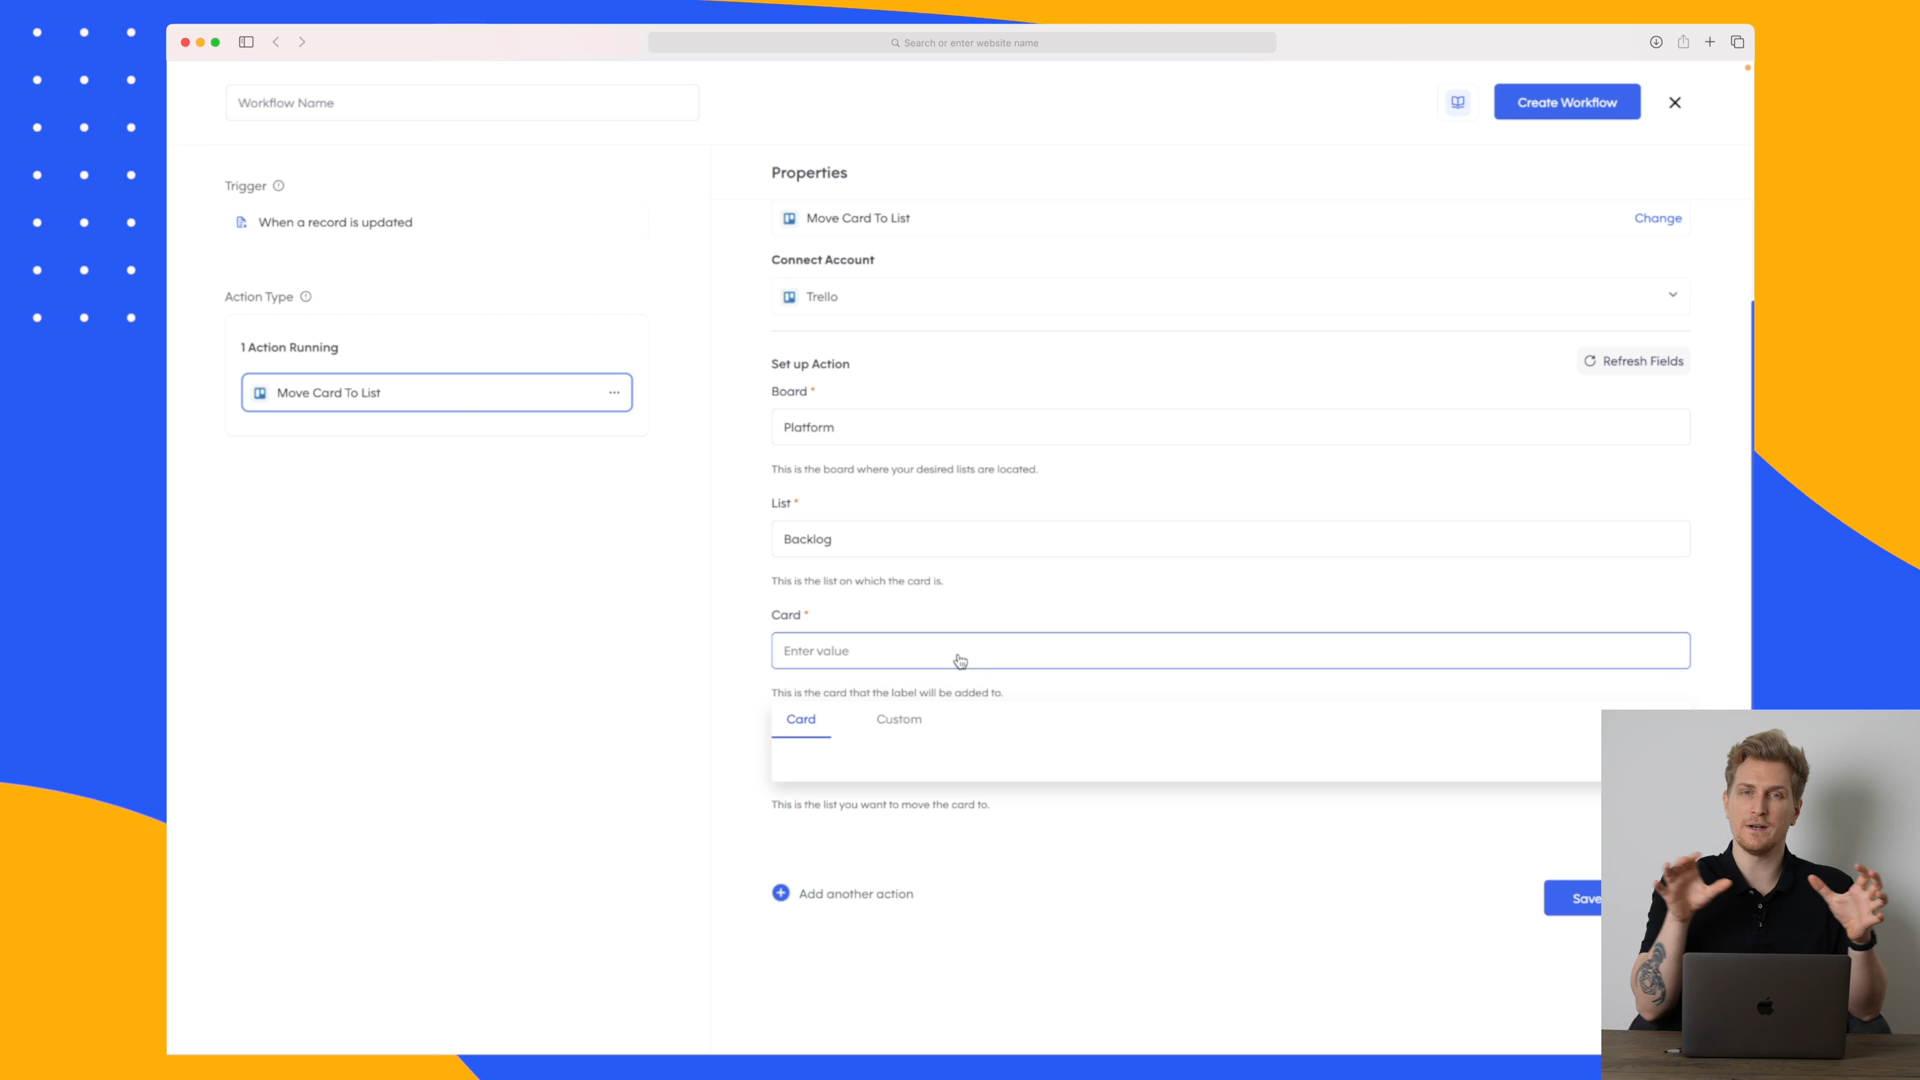 Search or enter website name
Workflow Name
Create Workflow
Trigger
When a record is updated
Action Type
1 Action Running
Move Card To List
Properties
Move Card To List
Change
Connect Account
Trello
Set up Action
Refresh Fields
Board *
Platform
This is the board where your desired lists are located.
List *
Backlog
This is the list on which the card is.
Card *
Enter value
This is the card that the label will be added to.
Card
Custom
This is the list you want to move the card to.
Add another action
Save